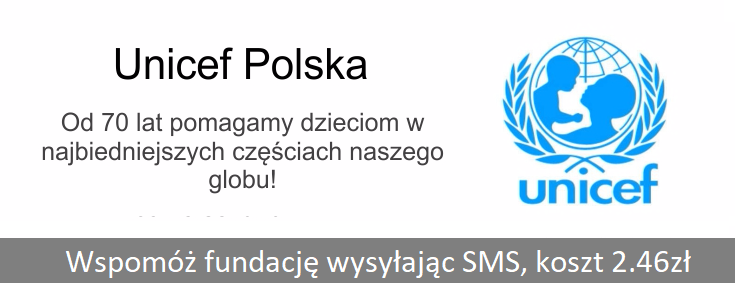 Unicef Polska
Od 70 lat pomagamy dzieciom w
najbiedniejszych częściach naszego
globu!
unicef
Wspomóż fundację wysyłając SMS, koszt 2.46zł